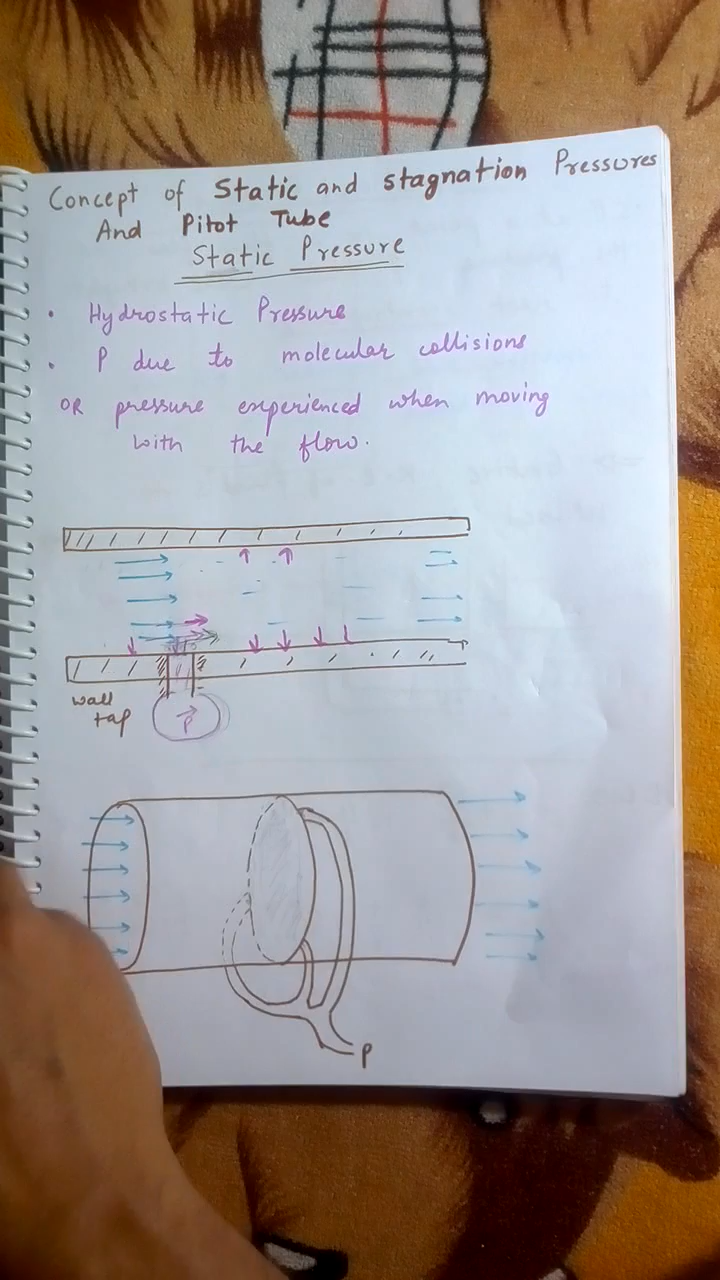 Concept of Static and stagnation Pressures
And Pitot Tube
Static Pressure
• Hydrostatic Pressure
• P due to molecular collisions
OR pressure experienced when moving
with the flow.
wall
tap
P
P